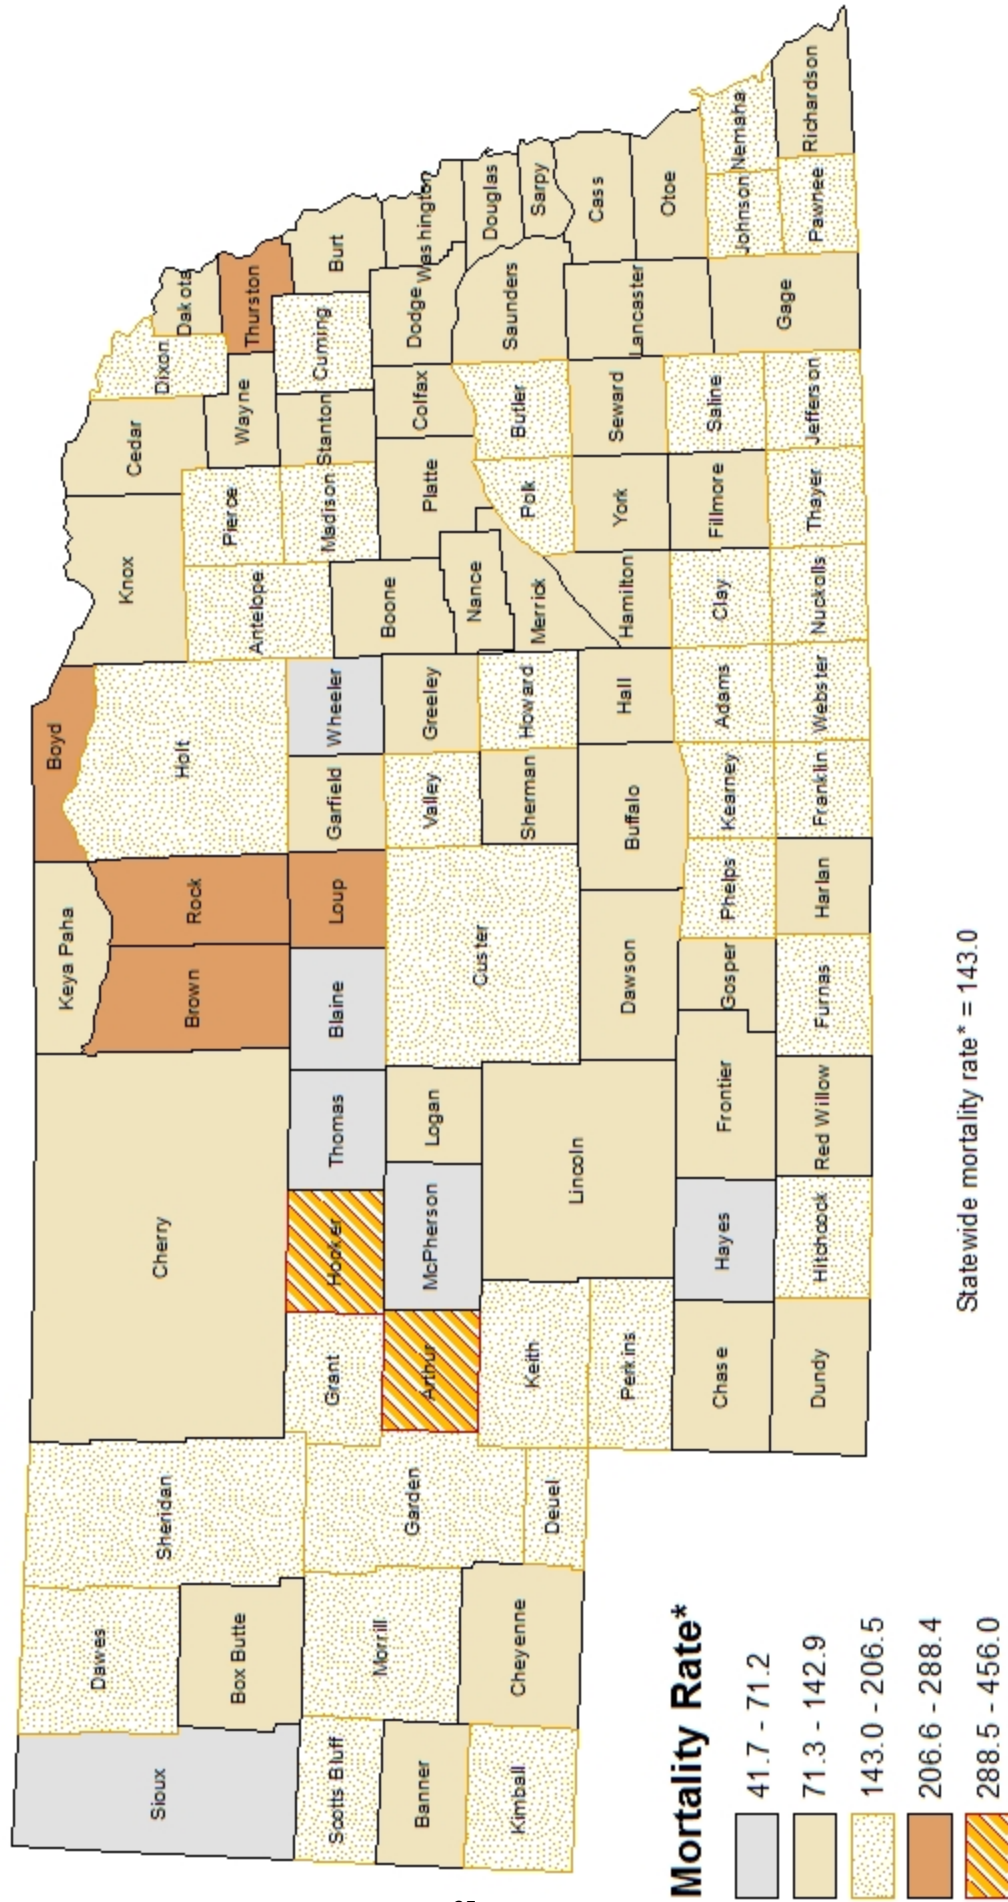 Sioux
Dawes
Sheridan
Box Butte
Cherry
Keya Paha
Boyd
Brown
Rock
Holt
Knox
Cedar
Dixon
Dakota
Antelope
Pierce
Wayne
Thurston
Madison
Stanton
Cuming
Burt
Scotts Bluff
Banner
Kimball
Morrill
Cheyenne
Garden
Deuel
Grant
Hooker
Thomas
Blaine
Loup
Garfield
Wheeler
Arthur
McPherson
Logan
Custer
Valley
Greeley
Boone
Nance
Platte
Colfax
Dodge
Washington
Keith
Perkins
Lincoln
Sherman
Howard
Merrick
Polk
Butler
Saunders
Douglas
Sarpy
Dawson
Buffalo
Hall
Hamilton
York
Seward
Lancaster
Cass
Otoe
Chase
Hayes
Frontier
Gosper
Phelps
Kearney
Adams
Clay
Fillmore
Saline
Gage
Johnson
Nemaha
Dundy
Hitchcock
Red Willow
Furnas
Harlan
Franklin
Webster
Nuckolls
Thayer
Jefferson
Pawnee
Richardson
Mortality Rate*
41.7 - 71.2
71.3 - 142.9
143.0 - 206.5
206.6 - 288.4
288.5 - 456.0
Statewide mortality rate* = 143.0